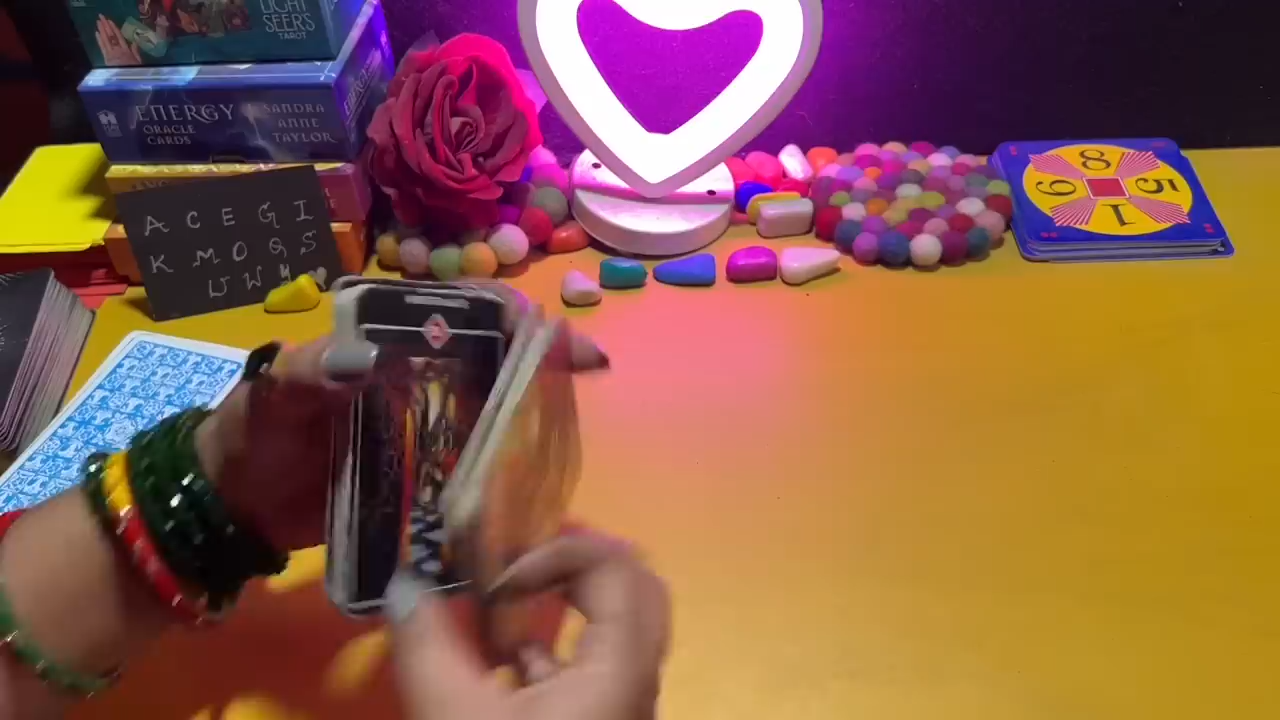 LIGHT
SEER'S
TAROT
ENERGY
ORACLE
CARDS
SANDRA
ANNE
TAYLOR
A C E G I
K M O Q S
U W Y
8
6 5
1